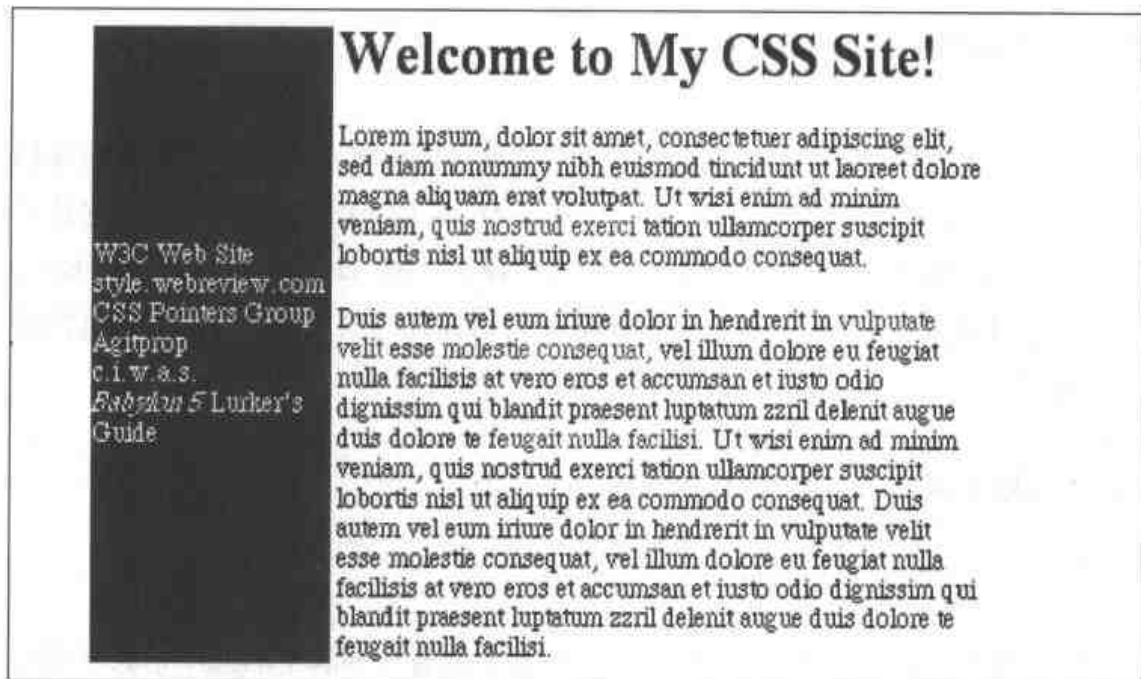 W3C Web Site
style.webreview.com
CSS Pointers Group
Agitprop
c.i.w.a.s.
Babylon 5 Lurker's
Guide
Welcome to My CSS Site!
Lorem ipsum, dolor sit amet, consectetuer adipiscing elit,
sed diam nonummy nibh euismod tincidunt ut laoreet dolore
magna aliquam erat volutpat. Ut wisi enim ad minim
veniam, quis nostrud exerci tation ullamcorper suscipit
lobortis nisl ut aliquip ex ea commodo consequat.
Duis autem vel eum iriure dolor in hendrerit in vulputate
velit esse molestie consequat, vel illum dolore eu feugiat
nulla facilisis at vero eros et accumsan et iusto odio
dignissim qui blandit praesent luptatum zzril delenit augue
duis dolore te feugait nulla facilisi. Ut wisi enim ad minim
veniam, quis nostrud exerci tation ullamcorper suscipit
lobortis nisl ut aliquip ex ea commodo consequat. Duis
autem vel eum iriure dolor in hendrerit in vulputate velit
esse molestie consequat, vel illum dolore eu feugiat nulla
facilisis at vero eros et accumsan et iusto odio dignissim qui
blandit praesent luptatum zzril delenit augue duis dolore te
feugait nulla facilisi.